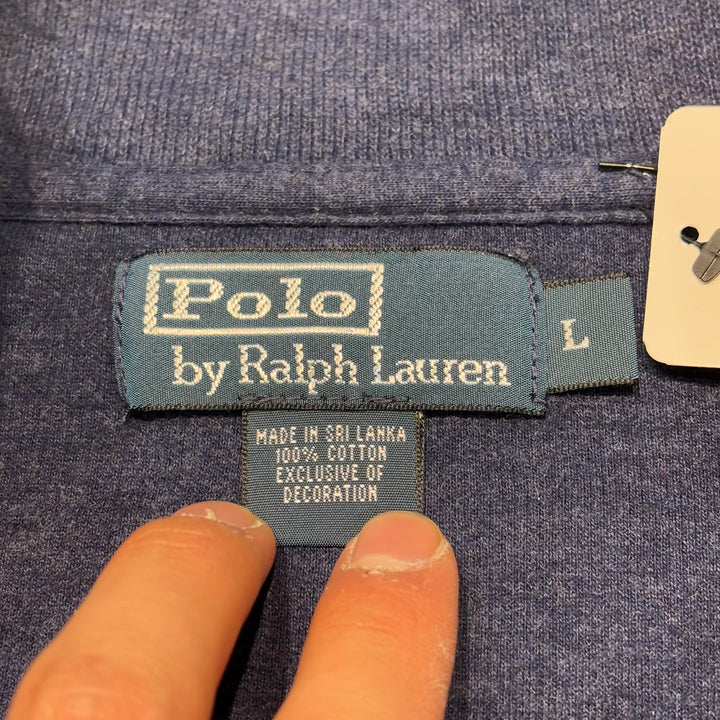 Polo
by Ralph Lauren
L
MADE IN SRI LANKA
100% COTTON
EXCLUSIVE OF
DECORATION